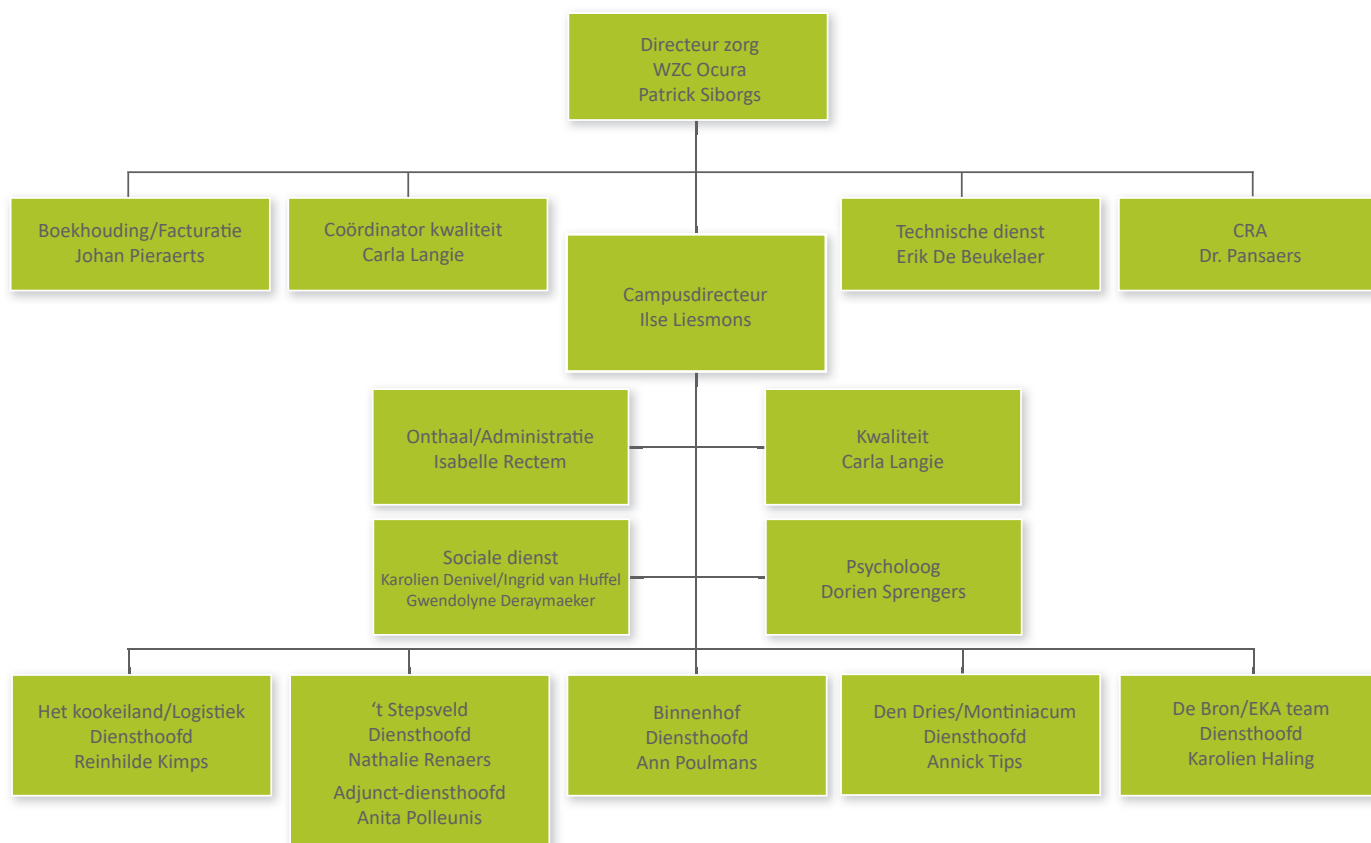 Directeur zorg
WZC Ocura
Patrick Siborgs
Boekhouding/Facturatie
Johan Pieraerts
Coördinator kwaliteit
Carla Langie
Technische dienst
Erik De Beukelaer
CRA
Dr. Pansaers
Campusdirecteur
Ilse Liesmons
Onthaal/Administratie
Isabelle Rectem
Kwaliteit
Carla Langie
Sociale dienst
Karolien Denivel/Ingrid van Huffel
Gwendolyne Deraymaeker
Psycholoog
Dorien Sprengers
Het kookeiland/Logistiek
Diensthoofd
Reinhilde Kimps
‘t Stepsveld
Diensthoofd
Nathalie Renaers
Adjunct-diensthoofd
Anita Polleunis
Binnenhof
Diensthoofd
Ann Poulmans
Den Dries/Montiniacum
Diensthoofd
Annick Tips
De Bron/EKA team
Diensthoofd
Karolien Haling